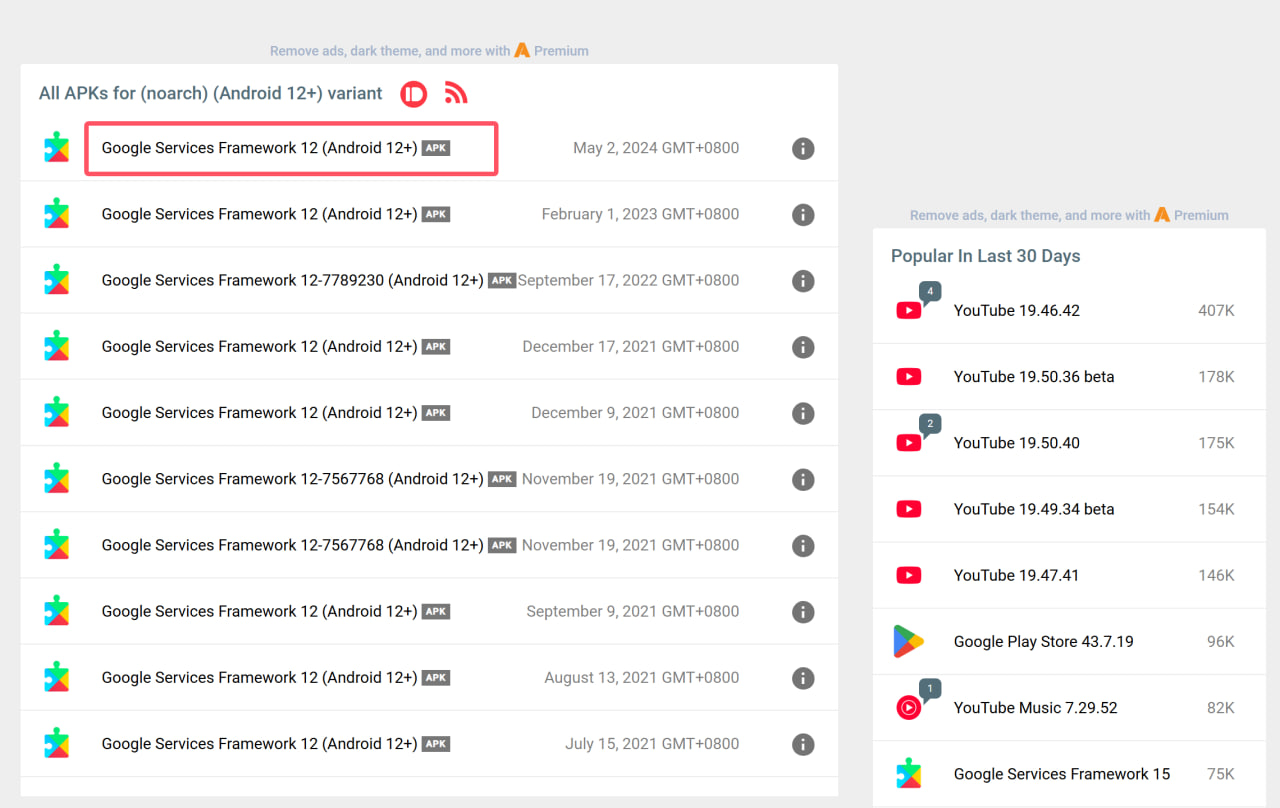 Remove ads, dark theme, and more with Premium
All APKs for (noarch) (Android 12+) variant
Google Services Framework 12 (Android 12+) APK May 2, 2024 GMT+0800
Google Services Framework 12 (Android 12+) APK February 1, 2023 GMT+0800
Google Services Framework 12-7789230 (Android 12+) APK September 17, 2022 GMT+0800
Google Services Framework 12 (Android 12+) APK December 17, 2021 GMT+0800
Google Services Framework 12 (Android 12+) APK December 9, 2021 GMT+0800
Google Services Framework 12-7567768 (Android 12+) APK November 19, 2021 GMT+0800
Google Services Framework 12-7567768 (Android 12+) APK November 19, 2021 GMT+0800
Google Services Framework 12 (Android 12+) APK September 9, 2021 GMT+0800
Google Services Framework 12 (Android 12+) APK August 13, 2021 GMT+0800
Google Services Framework 12 (Android 12+) APK July 15, 2021 GMT+0800
Remove ads, dark theme, and more with Premium
Popular In Last 30 Days
4
YouTube 19.46.42 407K
YouTube 19.50.36 beta 178K
2
YouTube 19.50.40 175K
YouTube 19.49.34 beta 154K
YouTube 19.47.41 146K
Google Play Store 43.7.19 96K
1
YouTube Music 7.29.52 82K
Google Services Framework 15 75K